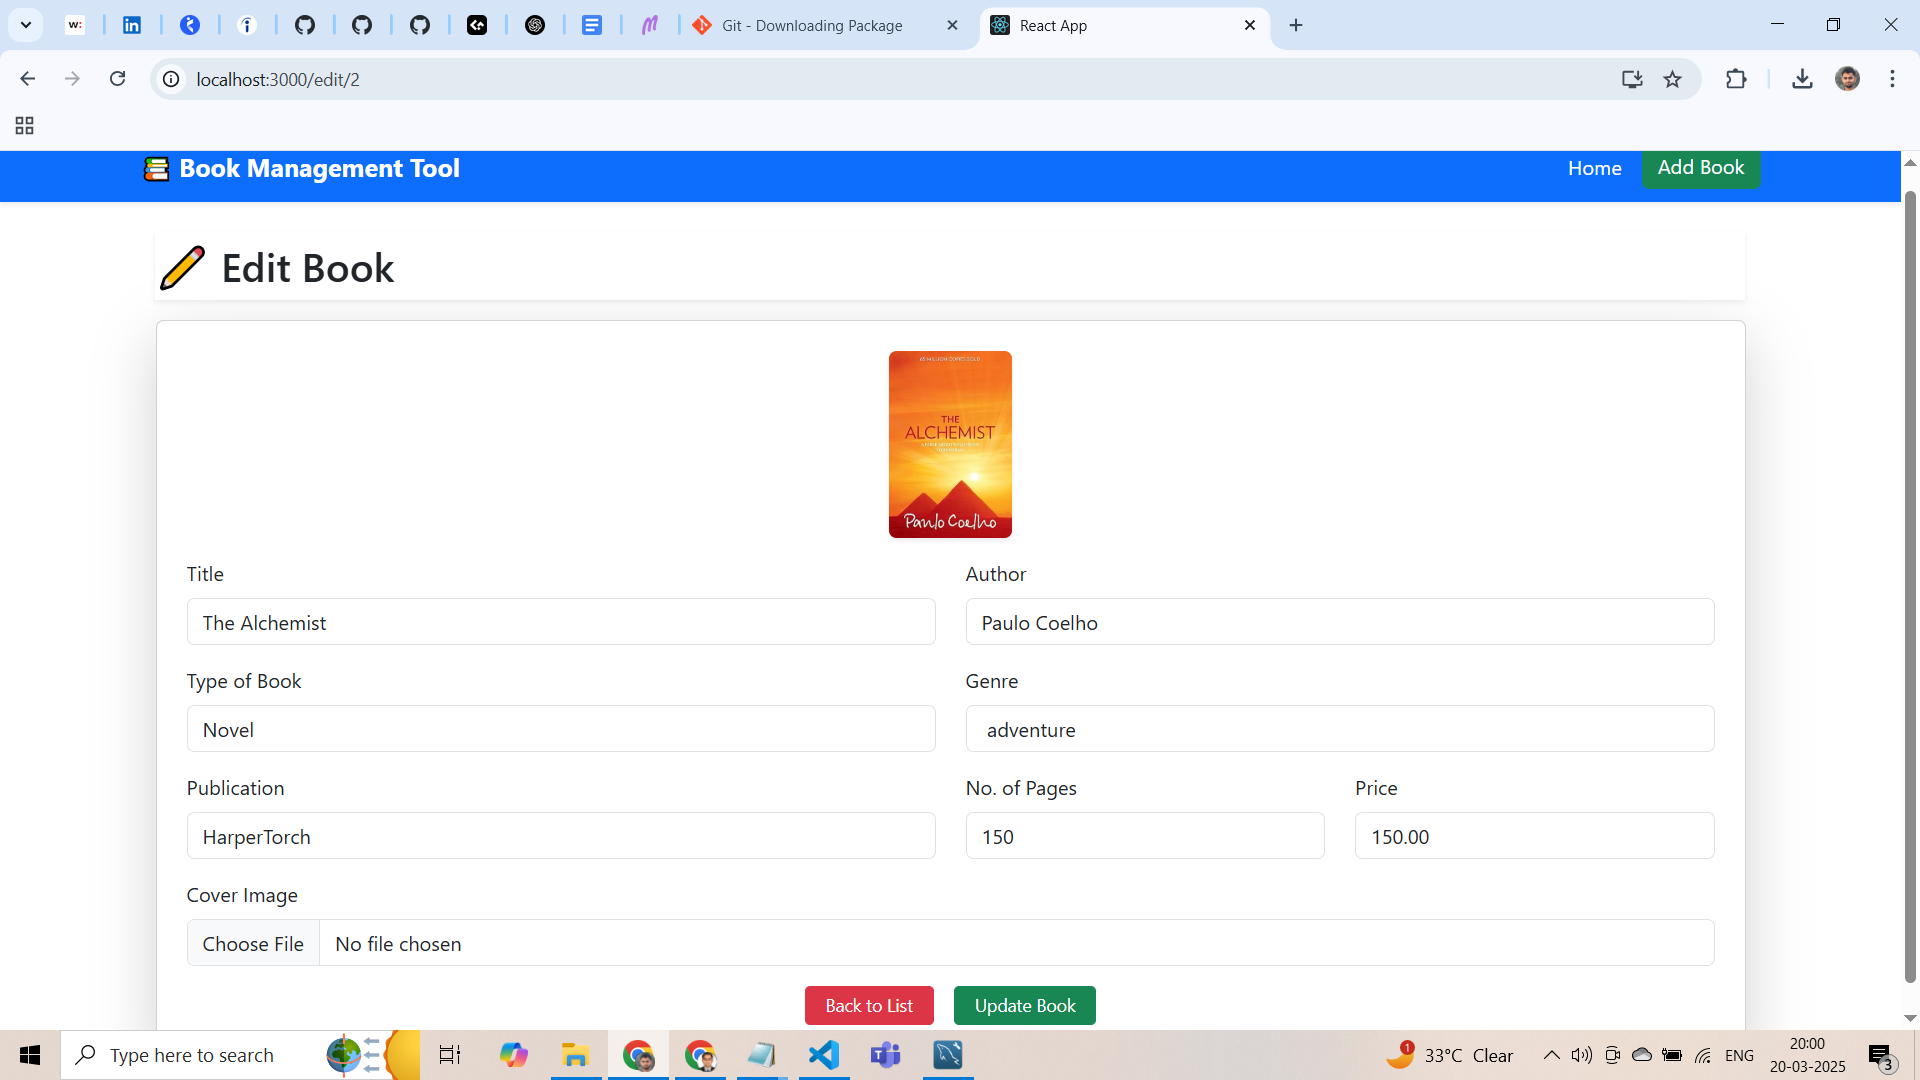 w:
Git - Downloading Package
React App
localhost:3000/edit/2
Book Management Tool
Home
Add Book
Edit Book
THE
ALCHEMIST
Paulo Coelho
Title
Author
The Alchemist
Paulo Coelho
Type of Book
Genre
Novel
adventure
Publication
No. of Pages
Price
HarperTorch
150
150.00
Cover Image
Choose File
No file chosen
Back to List
Update Book
Type here to search
1
33°C Clear
ENG
20:00
20-03-2025
3